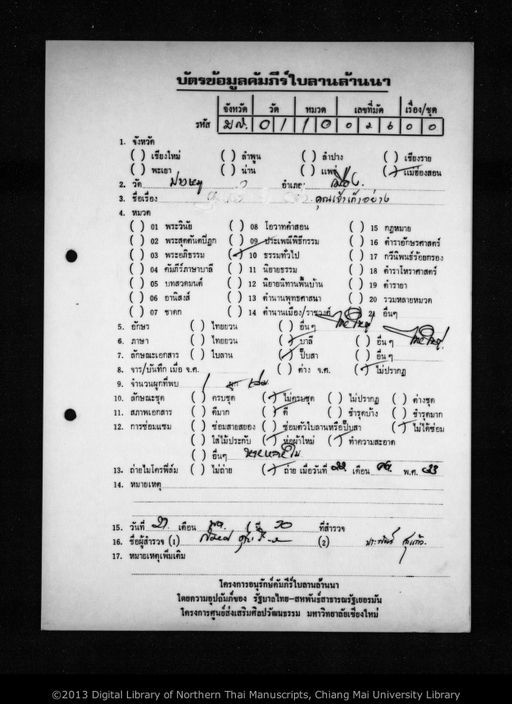 บัตรข้อมูลคัมภีร์ใบลานล้านนา
จังหวัด วัด หมวด เลขที่มัด เรื่อง/ชุด
รหัส มส. 01 10 026 00
1. จังหวัด
( ) เชียงใหม่ ( ) ลำพูน ( ) ลำปาง ( ) เชียงราย
( ) พะเยา ( ) น่าน ( ) แพร่ (/) แม่ฮ่องสอน
2. วัด อำเภอ เมือง
3. ชื่อเรื่อง
4. หมวด
( ) 01 พระวินัย ( ) 08 โอวาทคำสอน ( ) 15 กฎหมาย
( ) 02 พระสุตตันตปิฎก ( ) 09 ประเพณีพิธีกรรม ( ) 16 ตำราอักษรศาสตร์
( ) 03 พระอภิธรรม (/) 10 ธรรมทั่วไป ( ) 17 กวีนิพนธ์ร้อยกรอง
( ) 04 คัมภีร์ภาษาบาลี ( ) 11 นิยายธรรม ( ) 18 ตำราโหราศาสตร์
( ) 05 บทสวดมนต์ ( ) 12 นิยายนิทานพื้นบ้าน ( ) 19 ตำรายา
( ) 06 อานิสงส์ ( ) 13 ตำนานพุทธศาสนา ( ) 20 รวมหลายหมวด
( ) 07 ชาดก ( ) 14 ตำนานเมือง/ราชวงศ์ ( ) 21 อื่นๆ
5. อักษร ( ) ไทยยวน ( ) อื่นๆ ไทใหญ่
6. ภาษา ( ) ไทยยวน (/) บาลี ( ) อื่นๆ ไทใหญ่
7. ลักษณะเอกสาร ( ) ใบลาน (/) ปั๊บสา ( ) อื่นๆ
8. จาร/บันทึก เมื่อ จ.ศ. ( ) ค่าง จ.ศ. (/) ไม่ปรากฏ
9. จำนวนผูกที่พบ 1 ผูก
10. ลักษณะชุด ( ) ครบชุด (/) ไม่ครบชุด ( ) ไม่ปรากฏ ( ) ค่างชุด
11. สภาพเอกสาร ( ) ดีมาก (/) ดี ( ) ชำรุดบ้าง ( ) ชำรุดมาก
12. การซ่อมแซม ( ) ซ่อมสายสยอง ( ) ซ่อมตัวใบลานหรือปั๊บสา (/) ไม่ได้ซ่อม
( ) ใส่ไม้ประกับ (/) ห่อผ้าใหม่ (/) ทำความสะอาด
( ) อื่นๆ
13. ถ่ายไมโครฟิล์ม ( ) ไม่ถ่าย (/) ถ่าย เมื่อวันที่ 22 เดือน พ.ศ. 23
14. หมายเหตุ
15. วันที่ 21 เดือน ปี 30 ที่สำรวจ
16. ชื่อผู้สำรวจ (1) (2)
17. หมายเหตุเพิ่มเติม
โครงการอนุรักษ์คัมภีร์ใบลานล้านนา
โดยความอุปถัมภ์ของ รัฐบาลไทย-สหพันธ์สาธารณรัฐเยอรมัน
โครงการศูนย์ส่งเสริมศิลปวัฒนธรรม มหาวิทยาลัยเชียงใหม่
©2013 Digital Library of Northern Thai Manuscripts, Chiang Mai University Library